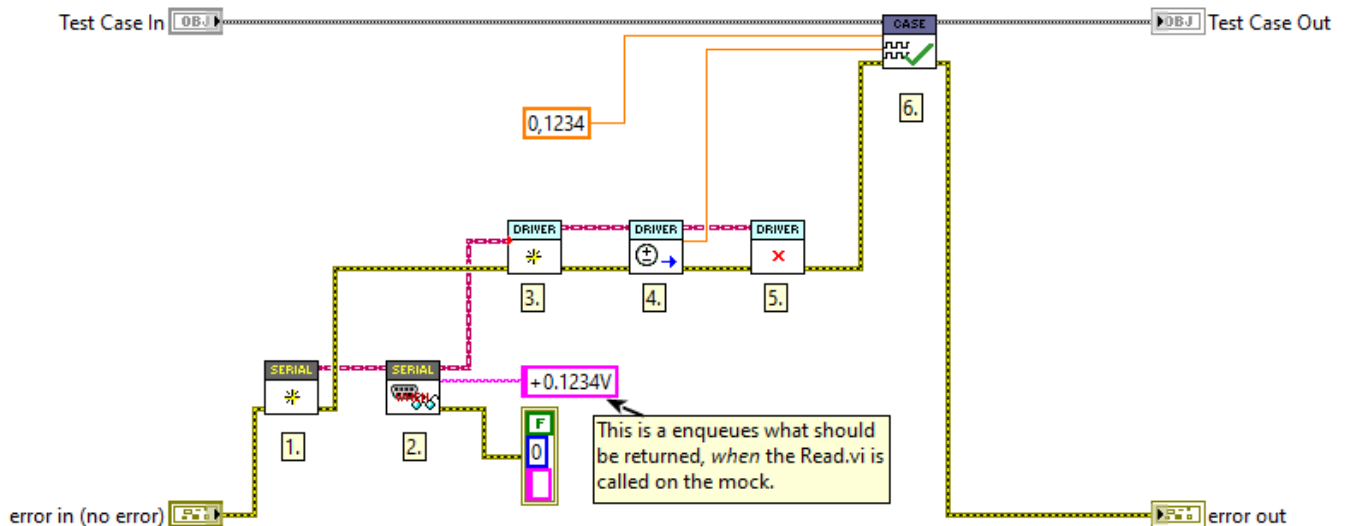 Test Case In
OBJ
CASE
OBJ
Test Case Out
6.
0,1234
DRIVER
DRIVER
DRIVER
3.
4.
5.
SERIAL
SERIAL
+0.1234V
F
0
This is a enqueues what should
be returned, when the Read.vi is
called on the mock.
1.
2.
error in (no error)
error out